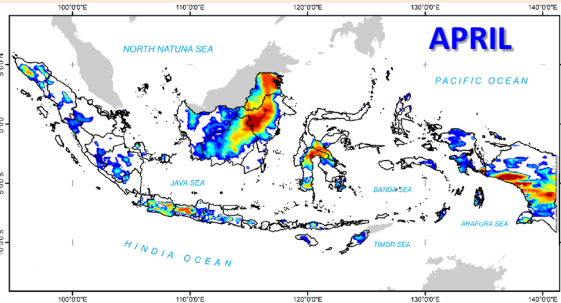 100°0'0"E 110°0'0"E 120°0'0"E 130°0'0"E 140°0'0"E
APRIL
NORTH NATUNA SEA
PACIFIC OCEAN
JAVA SEA
BANDA SEA
ARAFURA SEA
TIMOR SEA
HINDIA OCEAN
100°0'0"E 110°0'0"E 120°0'0"E 130°0'0"E 140°0'0"E